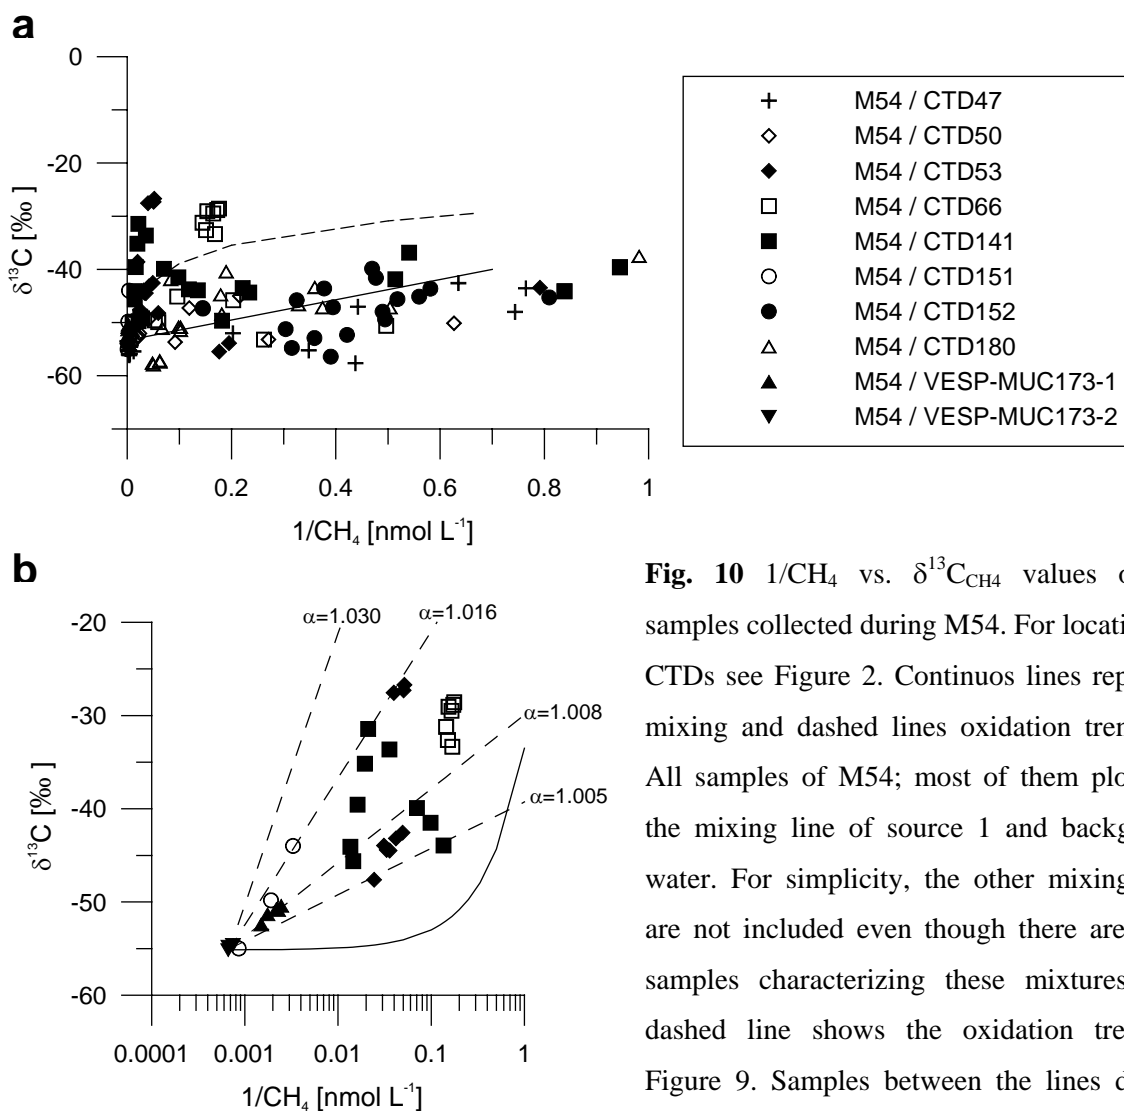 a
0
-20
-40
-60
δ13C [‰ ]
0 0.2 0.4 0.6 0.8 1
1/CH4 [nmol L-1]
M54 / CTD47
M54 / CTD50
M54 / CTD53
M54 / CTD66
M54 / CTD141
M54 / CTD151
M54 / CTD152
M54 / CTD180
M54 / VESP-MUC173-1
M54 / VESP-MUC173-2
b
α=1.030
α=1.016
α=1.008
α=1.005
-20
-30
-40
-50
-60
δ13C [‰ ]
0.0001 0.001 0.01 0.1 1
1/CH4 [nmol L-1]
Fig. 10 1/CH4 vs. δ13CCH4 values
samples collected during M54. For
CTDs see Figure 2. Continuos lines
mixing and dashed lines oxidation
All samples of M54; most of them
the mixing line of source 1 and
water. For simplicity, the other mixing
are not included even though there are
samples characterizing these mixtures
dashed line shows the oxidation
Figure 9. Samples between the lines